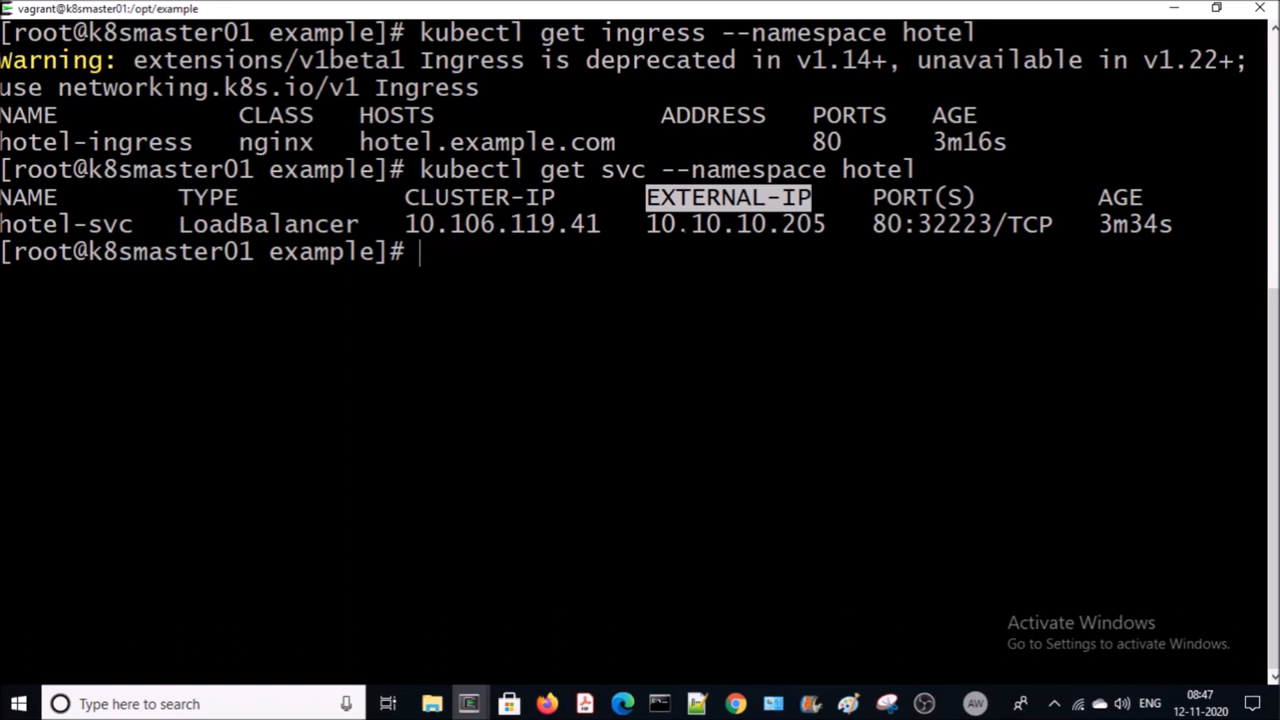 vagrant@k8smaster01:/opt/example
[root@k8smaster01 example]# kubectl get ingress --namespace hotel
Warning: extensions/v1beta1 Ingress is deprecated in v1.14+, unavailable in v1.22+;
use networking.k8s.io/v1 Ingress
NAME CLASS HOSTS ADDRESS PORTS AGE
hotel-ingress nginx hotel.example.com 80 3m16s
[root@k8smaster01 example]# kubectl get svc --namespace hotel
NAME TYPE CLUSTER-IP EXTERNAL-IP PORT(S) AGE
hotel-svc LoadBalancer 10.106.119.41 10.10.10.205 80:32223/TCP 3m34s
[root@k8smaster01 example]#
Activate Windows
Go to Settings to activate Windows.
Type here to search
AW
ENG
08:47
12-11-2020